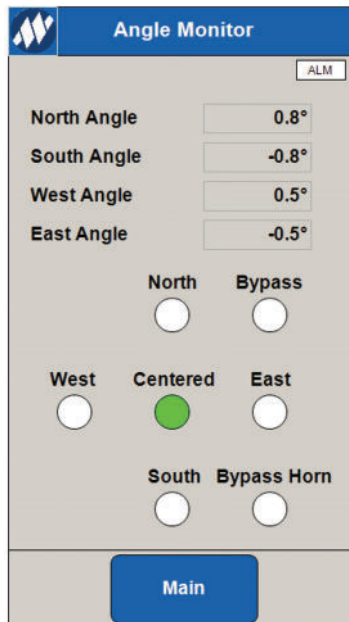 Angle Monitor
ALM
North Angle 0.8°
South Angle -0.8°
West Angle 0.5°
East Angle -0.5°
North Bypass
West Centered East
South Bypass Horn
Main